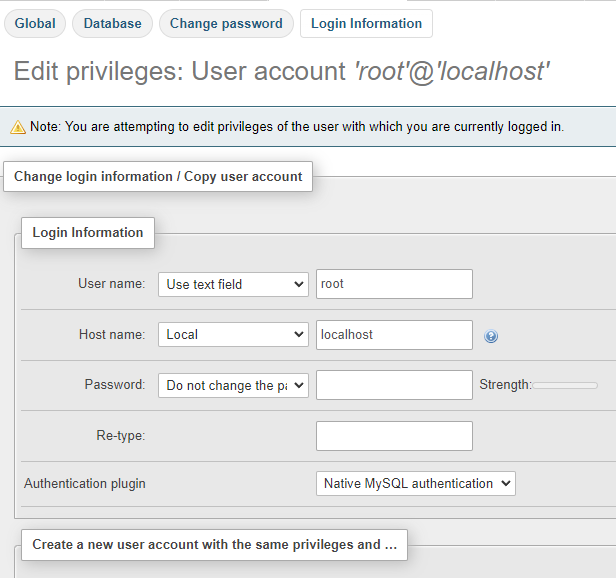 Global Database Change password Login Information
Edit privileges: User account 'root'@'localhost'
Note: You are attempting to edit privileges of the user with which you are currently logged in.
Change login information / Copy user account
Login Information
User name: Use text field root
Host name: Local localhost
Password: Do not change the pa Strength:
Re-type:
Authentication plugin Native MySQL authentication
Create a new user account with the same privileges and ...